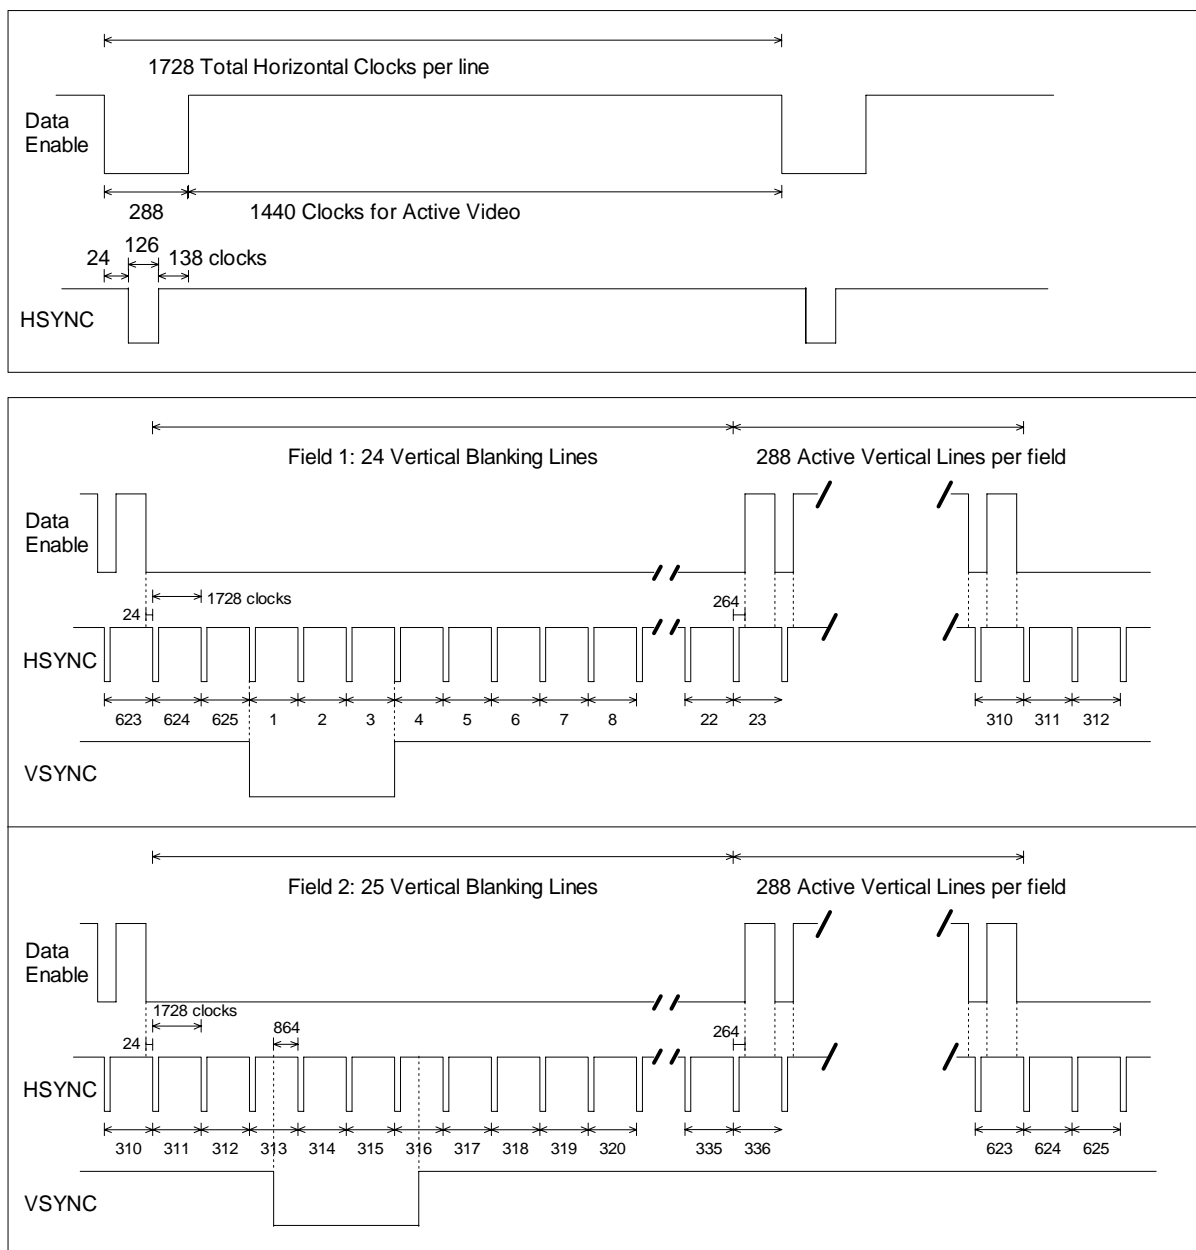 1728 Total Horizontal Clocks per line
Data
Enable
288
1440 Clocks for Active Video
126
24
138 clocks
HSYNC
Field 1: 24 Vertical Blanking Lines
288 Active Vertical Lines per field
Data
Enable
1728 clocks
24
264
HSYNC
623 624 625 1 2 3 4 5 6 7 8 22 23 310 311 312
VSYNC
Field 2: 25 Vertical Blanking Lines
288 Active Vertical Lines per field
Data
Enable
1728 clocks
24
864
264
HSYNC
310 311 312 313 314 315 316 317 318 319 320 335 336 623 624 625
VSYNC